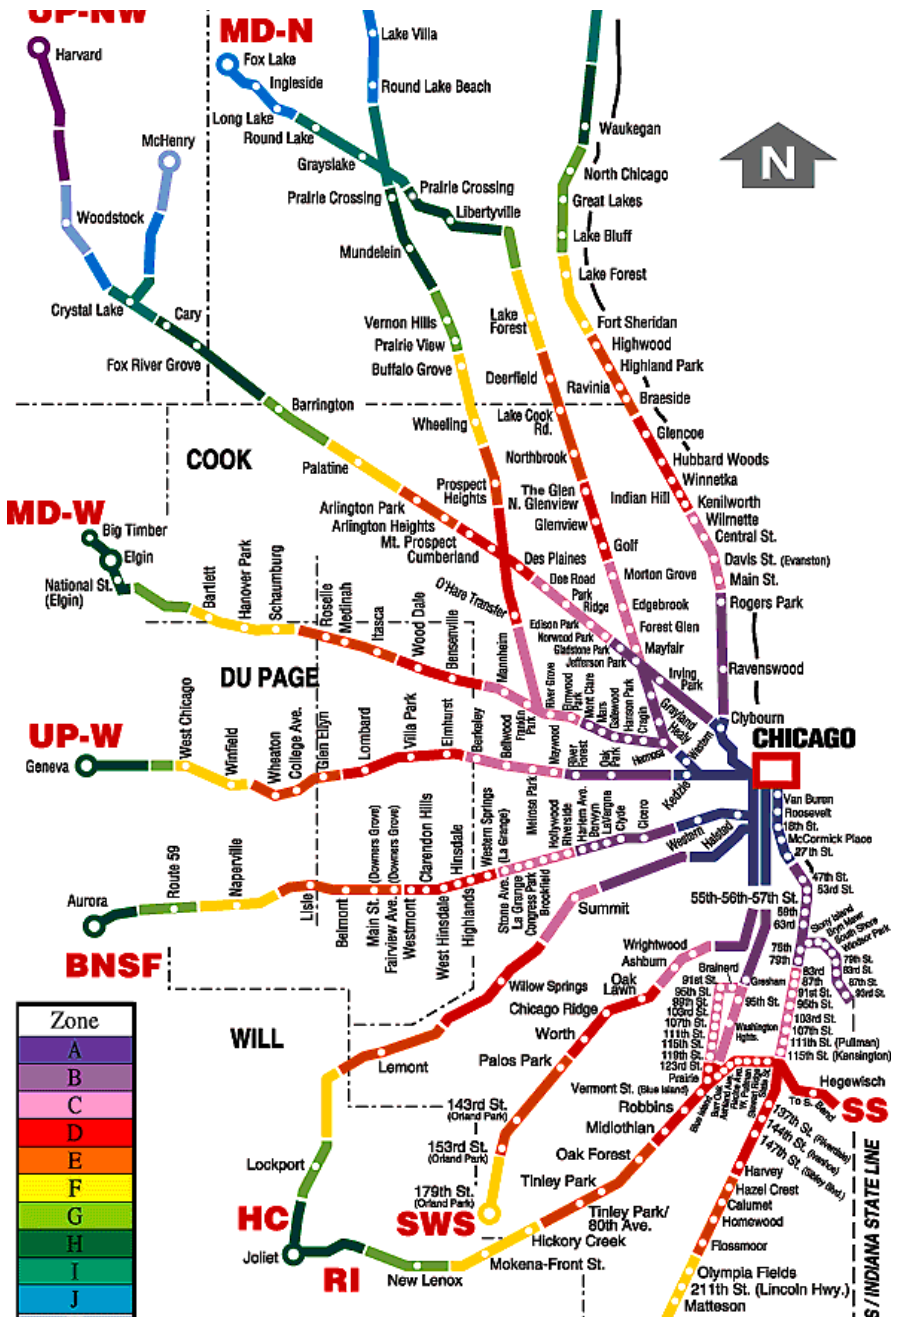 UP-NW
MD-N
Harvard
McHenry
Woodstock
Crystal Lake
Cary
Fox River Grove
Barrington
Palatine
Arlington Park
Arlington Heights
Mt. Prospect
Cumberland
Des Plaines
Dee Road
Park
Ridge
Edison Park
Norwood Park
Gladstone Park
Jefferson Park
Irving
Park
Clybourn
Fox Lake
Ingleside
Long Lake
Round Lake
Grayslake
Prairie Crossing
Libertyville
Lake
Forest
Deerfield
Lake Cook
Rd.
Northbrook
The Glen
N. Glenview
Glenview
Golf
Morton Grove
Edgebrook
Forest Glen
Mayfair
Grayland
Healy
Western
Lake Villa
Round Lake Beach
Prairie Crossing
Mundelein
Vernon Hills
Prairie View
Buffalo Grove
Wheeling
Prospect
Heights
O'Hare Transfer
Waukegan
North Chicago
Great Lakes
Lake Bluff
Lake Forest
Fort Sheridan
Highwood
Highland Park
Ravinia
Braeside
Glencoe
Hubbard Woods
Winnetka
Indian Hill
Kenilworth
Wilmette
Central St.
Davis St. (Evanston)
Main St.
Rogers Park
Ravenswood
N
COOK
MD-W
Big Timber
Elgin
National St.
(Elgin)
Bartlett
Hanover Park
Schaumburg
Roselle
Medinah
Itasca
Wood Dale
Bensenville
Mannheim
Franklin
Park
River Grove
Elmwood
Park
Mont Clare
Mars
Galewood
Hanson Park
Cragin
Hermosa
DU PAGE
UP-W
Geneva
West Chicago
Winfield
Wheaton
College Ave.
Glen Ellyn
Lombard
Villa Park
Elmhurst
Berkeley
Bellwood
Melrose Park
Maywood
River
Forest
Oak
Park
Kedzie
CHICAGO
BNSF
Aurora
Route 59
Naperville
Lisle
Belmont
Main St. (Downers Grove)
Fairview Ave. (Downers Grove)
Westmont
Clarendon Hills
West Hinsdale
Hinsdale
Highlands
Western Springs
Stone Ave. (La Grange)
La Grange
Congress Park
Brookfield
Hollywood
Riverside
Harlem Ave.
Berwyn
LaVergne
Clyde
Cicero
Western
Halsted
Van Buren
Roosevelt
18th St.
McCormick Place
27th St.
47th St.
53rd St.
55th-56th-57th St.
59th
63rd
Stony Island
Bryn Mawr
South Shore
Windsor Park
75th
79th
79th St.
83rd St.
87th St.
93rd St.
83rd
87th
91st St.
95th St.
103rd St.
107th St.
111th St. (Pullman)
115th St. (Kensington)
Hegewisch
To S. Bend
SS
137th St. (Riverdale)
144th St. (Ivanhoe)
147th St. (Sibley Blvd.)
Harvey
Hazel Crest
Calumet
Homewood
Flossmoor
Olympia Fields
211th St. (Lincoln Hwy.)
Matteson
S / INDIANA STATE LINE
Summit
Willow Springs
Lemont
Lockport
Joliet
HC
WILL
Wrightwood
Ashburn
Oak
Lawn
Chicago Ridge
Worth
Palos Park
143rd St.
(Orland Park)
153rd St.
(Orland Park)
179th St.
(Orland Park)
SWS
Gresham
95th St.
Washington
Hghts.
Brainerd
91st St.
95th St.
99th St.
103rd St.
107th St.
111th St.
115th St.
119th St.
123rd St.
Prairie
Vermont St. (Blue Island)
Robbins
Midlothian
Oak Forest
Tinley Park
Tinley Park/
80th Ave.
Hickory Creek
Mokena-Front St.
New Lenox
RI
Blue Island
Burr Oak
Ashland Ave.
Racine Ave.
W. Pullman
Stewart Ridge
State St.
Zone
A
B
C
D
E
F
G
H
I
J